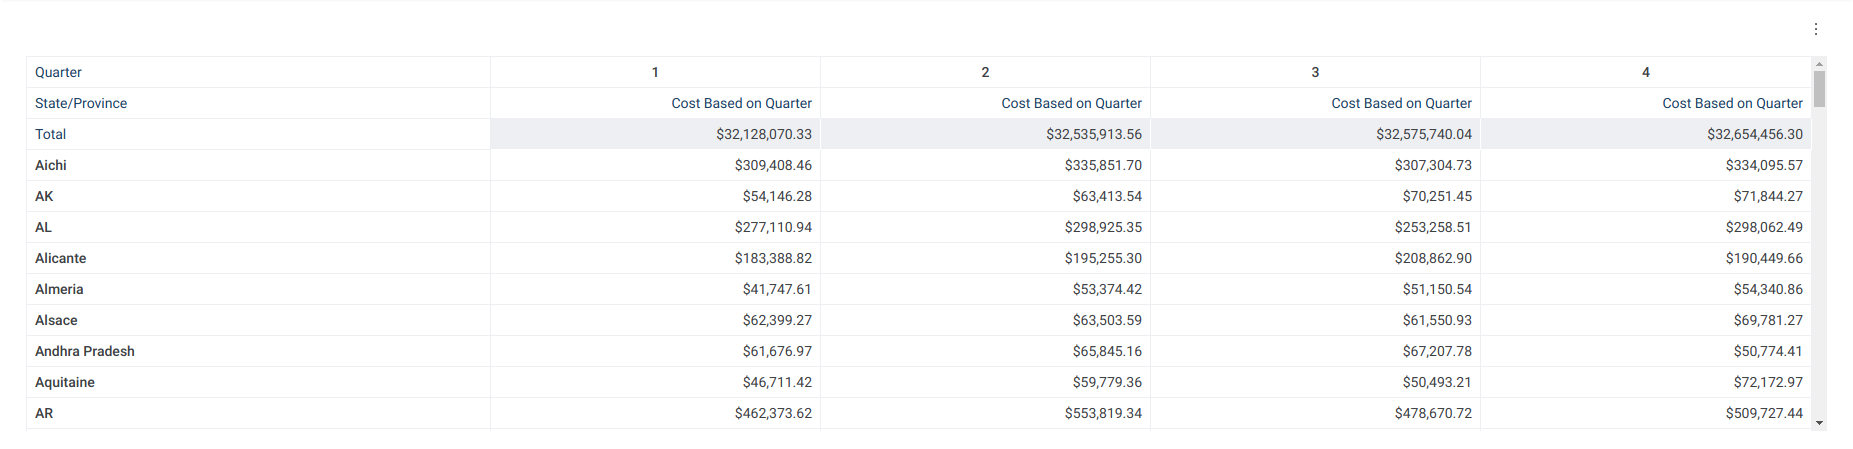 Quarter 1 2 3 4
State/Province Cost Based on Quarter Cost Based on Quarter Cost Based on Quarter Cost Based on Quarter
Total $32,128,070.33 $32,535,913.56 $32,575,740.04 $32,654,456.30
Aichi $309,408.46 $335,851.70 $307,304.73 $334,095.57
AK $54,146.28 $63,413.54 $70,251.45 $71,844.27
AL $277,110.94 $298,925.35 $253,258.51 $298,062.49
Alicante $183,388.82 $195,255.30 $208,862.90 $190,449.66
Almeria $41,747.61 $53,374.42 $51,150.54 $54,340.86
Alsace $62,399.27 $63,503.59 $61,550.93 $69,781.27
Andhra Pradesh $61,676.97 $65,845.16 $67,207.78 $50,774.41
Aquitaine $46,711.42 $59,779.36 $50,493.21 $72,172.97
AR $462,373.62 $553,819.34 $478,670.72 $509,727.44